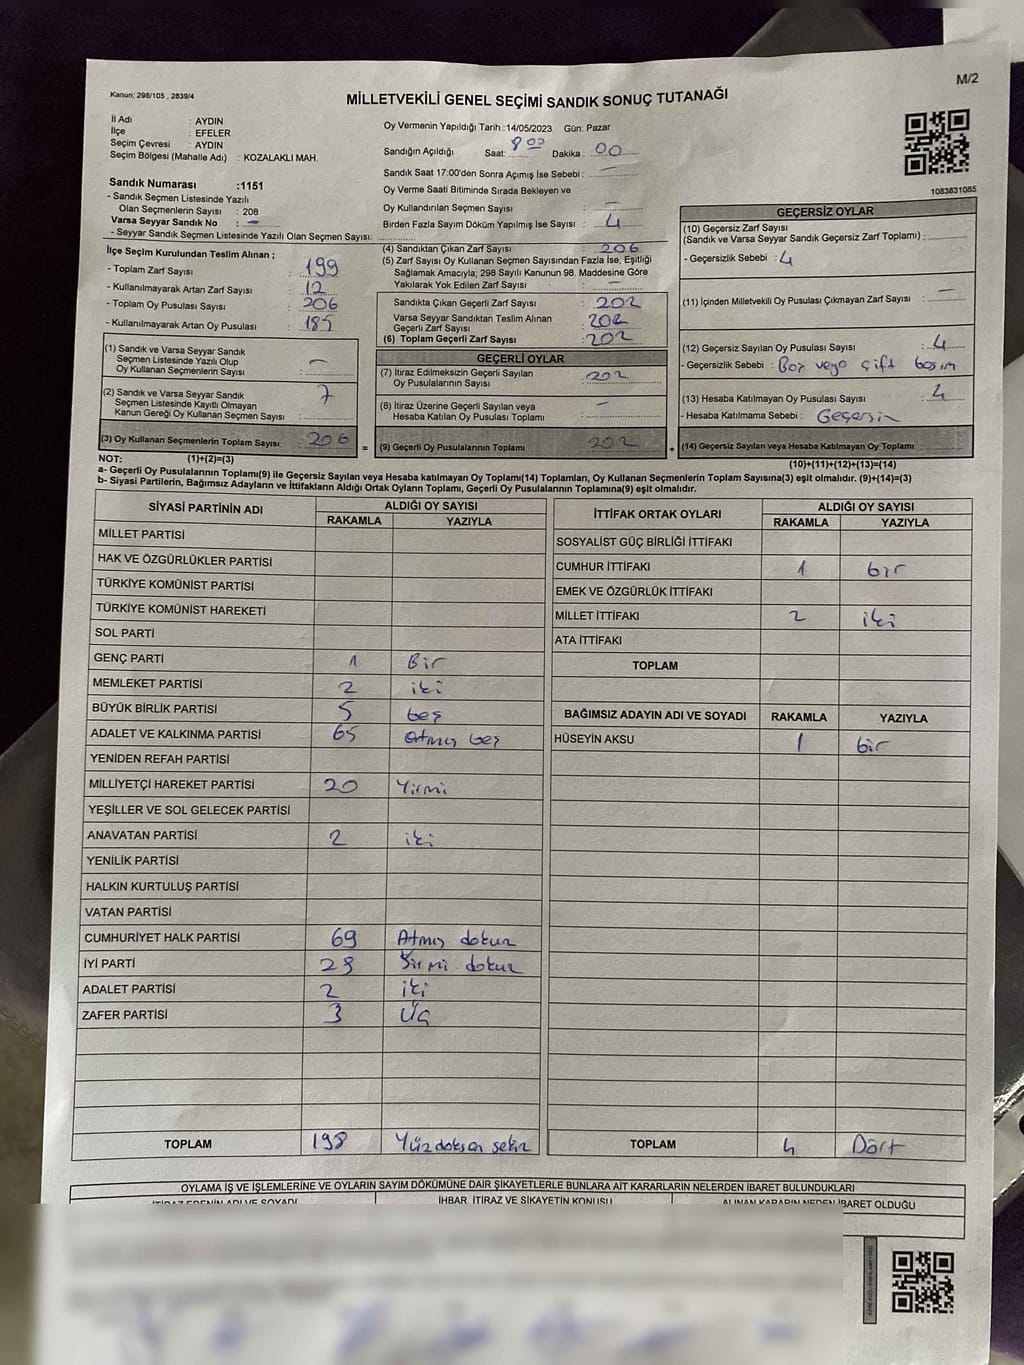 M/2
Kanun; 298/105 , 2839/4
MİLLETVEKİLİ GENEL SEÇİMİ SANDIK SONUÇ TUTANAĞI
İl Adı : AYDIN
İlçe : EFELER
Seçim Çevresi : AYDIN
Seçim Bölgesi (Mahalle Adı) : KOZALAKLI MAH.
Sandık Numarası :1151
- Sandık Seçmen Listesinde Yazılı
Olan Seçmenlerin Sayısı : 208
Varsa Seyyar Sandık No : -
- Seyyar Sandık Seçmen Listesinde Yazılı Olan Seçmen Sayısı:
Oy Vermenin Yapıldığı Tarih :14/05/2023 Gün: Pazar
Sandığın Açıldığı Saat: 8 00 Dakika : 00
Sandık Saat 17:00'den Sonra Açımış İse Sebebi : -
Oy Verme Saati Bitiminde Sırada Bekleyen ve
Oy Kullandırılan Seçmen Sayısı : -
Birden Fazla Sayım Döküm Yapılmış İse Sayısı : 4
1083831085
İlçe Seçim Kurulundan Teslim Alınan ;
- Toplam Zarf Sayısı : 199
- Kullanılmayarak Artan Zarf Sayısı : 12
- Toplam Oy Pusulası Sayısı : 206
- Kullanılmayarak Artan Oy Pusulası : 185
(1) Sandık ve Varsa Seyyar Sandık
Seçmen Listesinde Yazılı Olup
Oy Kullanan Seçmenlerin Sayısı : -
(2) Sandık ve Varsa Seyyar Sandık
Seçmen Listesinde Kayıtlı Olmayan
Kanun Gereği Oy Kullanan Seçmen Sayısı : 7
(3) Oy Kullanan Seçmenlerin Toplam Sayısı : 206
(4) Sandıktan Çıkan Zarf Sayısı : 206
(5) Zarf Sayısı Oy Kullanan Seçmen Sayısından Fazla İse, Eşitliği
Sağlamak Amacıyla; 298 Sayılı Kanunun 98. Maddesine Göre
Yakılarak Yok Edilen Zarf Sayısı : -
Sandıkta Çıkan Geçerli Zarf Sayısı : 202
Varsa Seyyar Sandıktan Teslim Alınan
Geçerli Zarf Sayısı : 202
(6) Toplam Geçerli Zarf Sayısı : 202
GEÇERLİ OYLAR
(7) İtiraz Edilmeksizin Geçerli Sayılan
Oy Pusulalarının Sayısı : 202
(8) İtiraz Üzerine Geçerli Sayılan veya
Hesaba Katılan Oy Pusulası Toplamı : -
= (9) Geçerli Oy Pusulalarının Toplamı : 202
GEÇERSİZ OYLAR
(10) Geçersiz Zarf Sayısı
(Sandık ve Varsa Seyyar Sandık Geçersiz Zarf Toplamı) :
- Geçersizlik Sebebi : 4
(11) İçinden Milletvekili Oy Pusulası Çıkmayan Zarf Sayısı : -
(12) Geçersiz Sayılan Oy Pusulası Sayısı : 4
- Geçersizlik Sebebi : Boş veya çift basım
(13) Hesaba Katılmayan Oy Pusulası Sayısı : 4
- Hesaba Katılmama Sebebi : Geçersiz
+ (14) Geçersiz Sayılan veya Hesaba Katılmayan Oy Toplamı :
NOT: (1)+(2)=(3)
(10)+(11)+(12)+(13)=(14)
a- Geçerli Oy Pusulalarının Toplamı(9) ile Geçersiz Sayılan veya Hesaba katılmayan Oy Toplamı(14) Toplamları, Oy Kullanan Seçmenlerin Toplam Sayısına(3) eşit olmalıdır. (9)+(14)=(3)
b- Siyasi Partilerin, Bağımsız Adayların ve İttifakların Aldığı Ortak Oyların Toplamı, Geçerli Oy Pusulalarının Toplamına(9) eşit olmalıdır.
SİYASİ PARTİNİN ADI ALDIĞI OY SAYISI
RAKAMLA YAZIYLA
MİLLET PARTİSİ
HAK VE ÖZGÜRLÜKLER PARTİSİ
TÜRKİYE KOMÜNİST PARTİSİ
TÜRKİYE KOMÜNİST HAREKETİ
SOL PARTİ
GENÇ PARTİ 1 Bir
MEMLEKET PARTİSİ 2 iki
BÜYÜK BİRLİK PARTİSİ 5 beş
ADALET VE KALKINMA PARTİSİ 65 Atmış beş
YENİDEN REFAH PARTİSİ
MİLLİYETÇİ HAREKET PARTİSİ 20 Yirmi
YEŞİLLER VE SOL GELECEK PARTİSİ
ANAVATAN PARTİSİ 2 iki
YENİLİK PARTİSİ
HALKIN KURTULUŞ PARTİSİ
VATAN PARTİSİ
CUMHURİYET HALK PARTİSİ 69 Atmış dokuz
İYİ PARTİ 29 Yirmi dokuz
ADALET PARTİSİ 2 iki
ZAFER PARTİSİ 3 Üç
TOPLAM 198 Yüz doksan sekiz
İTTİFAK ORTAK OYLARI ALDIĞI OY SAYISI
RAKAMLA YAZIYLA
SOSYALİST GÜÇ BİRLİĞİ İTTİFAKI
CUMHUR İTTİFAKI 1 bir
EMEK VE ÖZGÜRLÜK İTTİFAKI
MİLLET İTTİFAKI 2 iki
ATA İTTİFAKI
TOPLAM
BAĞIMSIZ ADAYIN ADI VE SOYADI RAKAMLA YAZIYLA
HÜSEYİN AKSU 1 bir
TOPLAM 4 Dört
OYLAMA İŞ VE İŞLEMLERİNE VE OYLARIN SAYIM DÖKÜMÜNE DAİR ŞİKAYETLERLE BUNLARA AİT KARARLARIN NELERDEN İBARET BULUNDUKLARI
İTİRAZ EDENİN ADI VE SOYADI İHBAR, İTİRAZ VE ŞİKAYETİN KONUSU ALINAN KARARIN NEDEN İBARET OLDUĞU